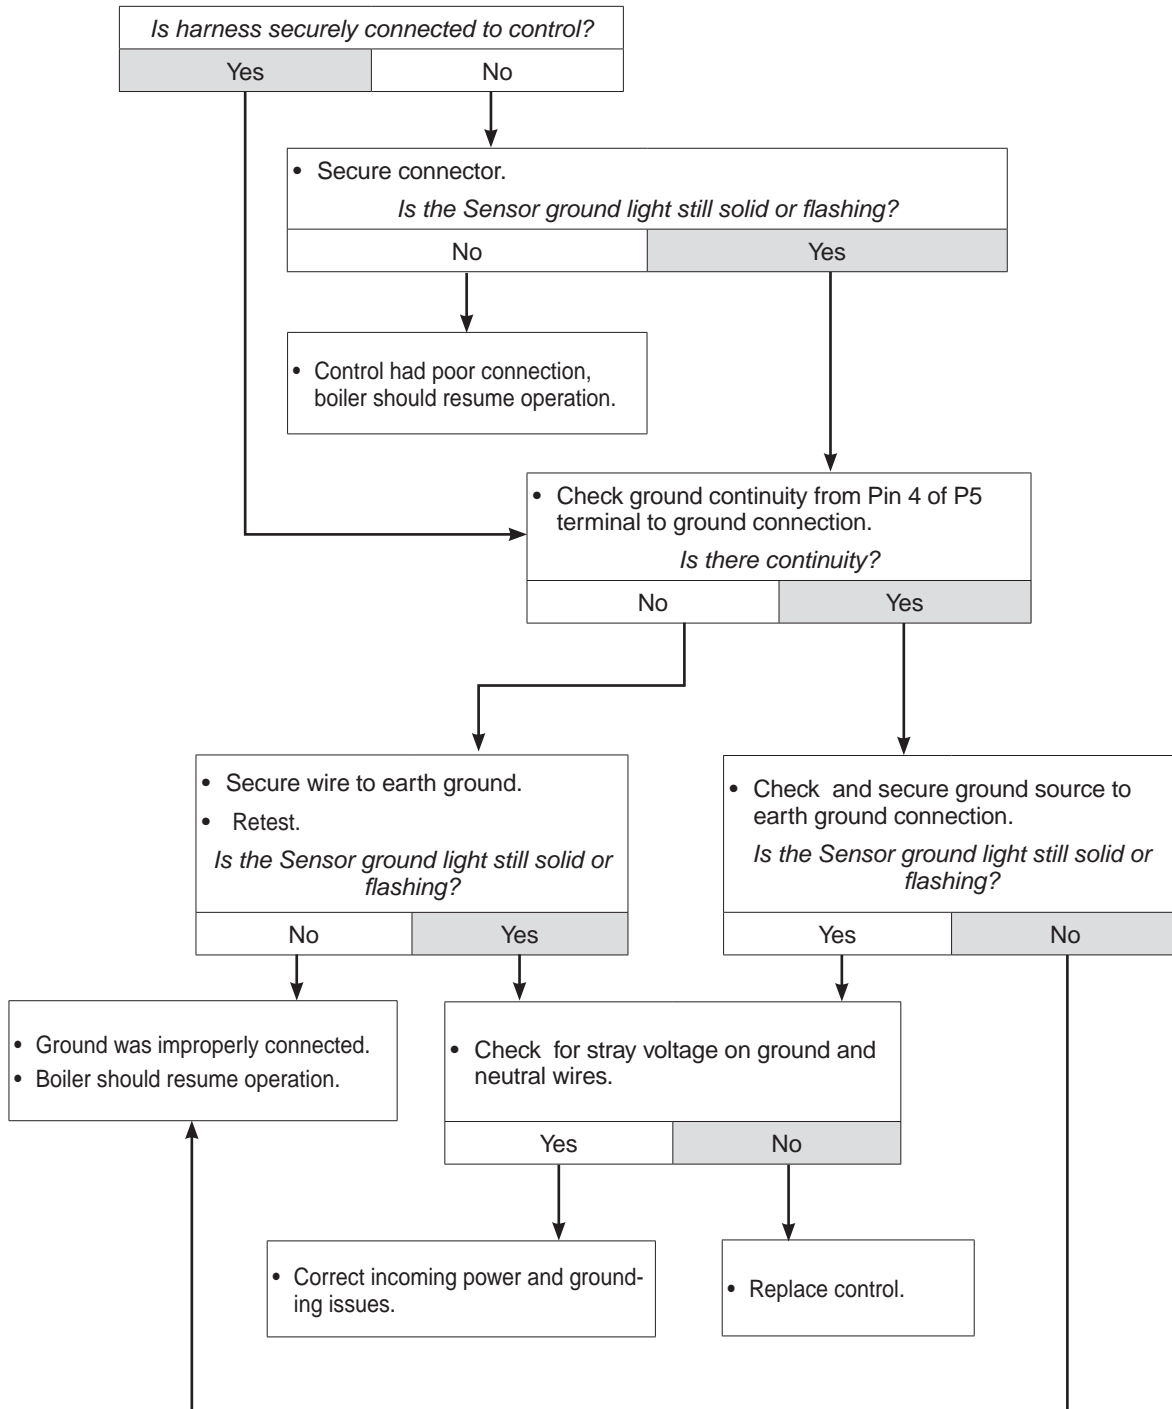 Is harness securely connected to control?
Yes No
• Secure connector.
Is the Sensor ground light still solid or flashing?
No Yes
• Control had poor connection,
boiler should resume operation.
• Check ground continuity from Pin 4 of P5
terminal to ground connection.
Is there continuity?
No Yes
• Secure wire to earth ground.
• Retest.
Is the Sensor ground light still solid or
flashing?
No Yes
• Check and secure ground source to
earth ground connection.
Is the Sensor ground light still solid or
flashing?
Yes No
• Ground was improperly connected.
• Boiler should resume operation.
• Check for stray voltage on ground and
neutral wires.
Yes No
• Correct incoming power and ground-
ing issues.
• Replace control.